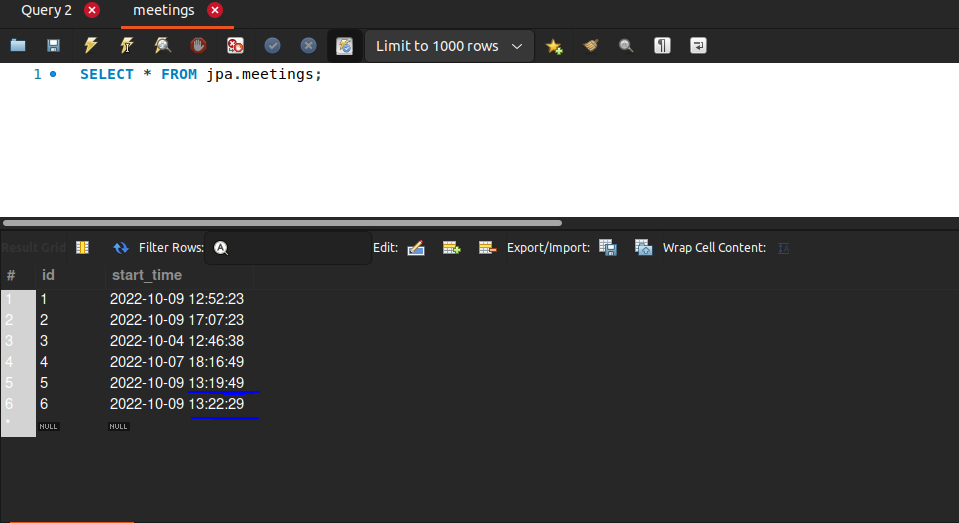 Query 2 meetings
Limit to 1000 rows
1 SELECT * FROM jpa.meetings;
Result Grid Filter Rows: Edit: Export/Import: Wrap Cell Content:
# id start_time
1 1 2022-10-09 12:52:23
2 2 2022-10-09 17:07:23
3 3 2022-10-04 12:46:38
4 4 2022-10-07 18:16:49
5 5 2022-10-09 13:19:49
6 6 2022-10-09 13:22:29
* NULL NULL